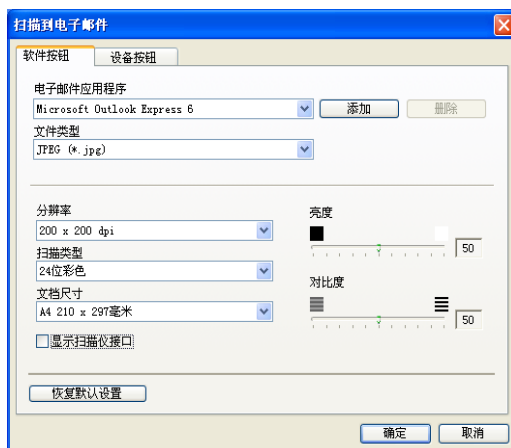 扫描到电子邮件
软件按钮 设备按钮
电子邮件应用程序
Microsoft Outlook Express 6 添加 删除
文件类型
JPEG (*.jpg)
分辨率 亮度
200 x 200 dpi
50
扫描类型
24位彩色
对比度
文档尺寸
A4 210 x 297毫米
50
显示扫描仪接口
恢复默认设置
确定 取消